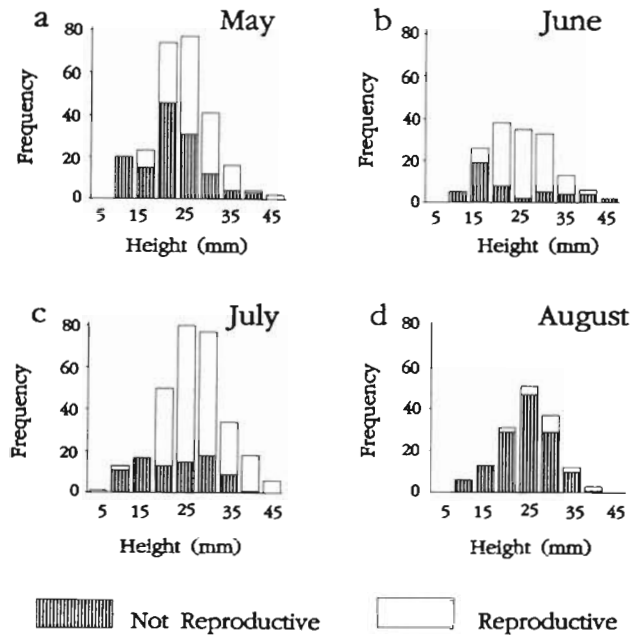 a May
Frequency
80
60
40
20
0
5 15 25 35 45
Height (mm)
b June
Frequency
80
60
40
20
0
5 15 25 35 45
Height (mm)
c July
Frequency
80
60
40
20
0
5 15 25 35 45
Height (mm)
d August
Frequency
80
60
40
20
0
5 15 25 35 45
Height (mm)
Not Reproductive
Reproductive